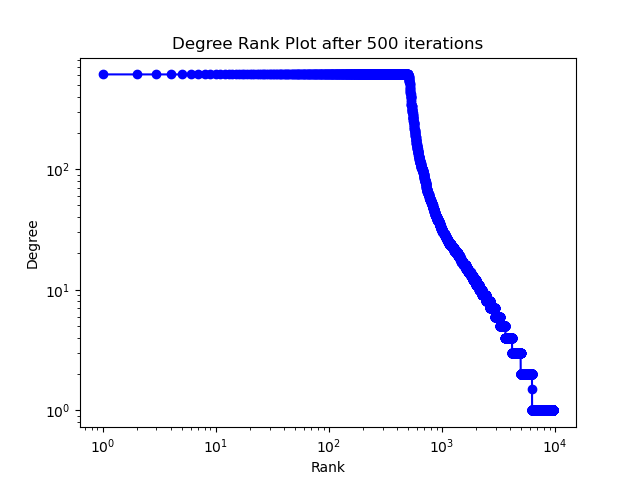 Degree Rank Plot after 500 iterations
Degree
10²
10¹
10⁰
10⁰ 10¹ 10² 10³ 10⁴
Rank